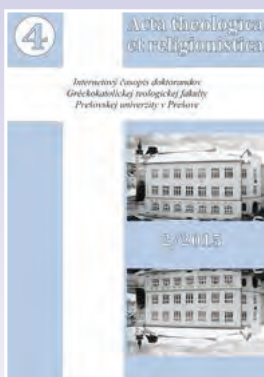 4
Acta theologica
et religionistica
Internetový časopis doktorandov
Gréckokatolíckej teologickej fakulty
Prešovskej univerzity v Prešove
2/2015